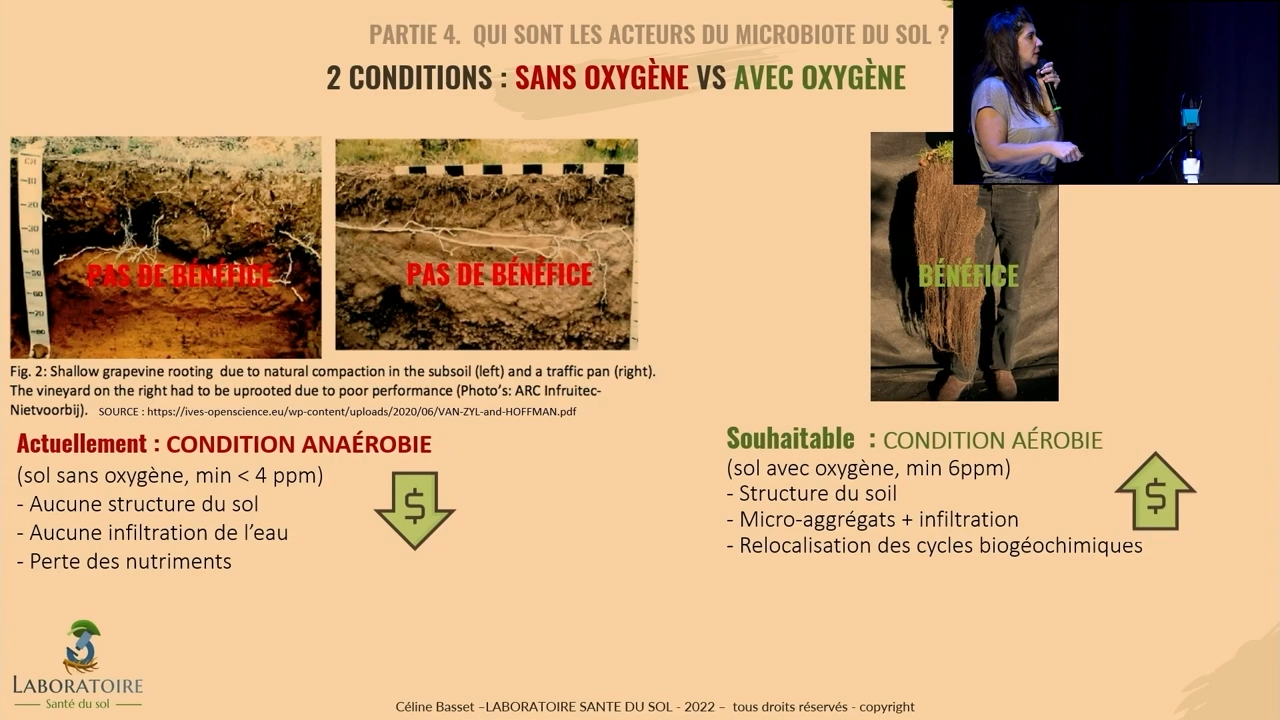 PARTIE 4. QUI SONT LES ACTEURS DU MICROBIOTE DU SOL ?
2 CONDITIONS : SANS OXYGÈNE VS AVEC OXYGÈNE
PAS DE BÉNÉFICE
PAS DE BÉNÉFICE
BÉNÉFICE
Fig. 2: Shallow grapevine rooting due to natural compaction in the subsoil (left) and a traffic pan (right).
The vineyard on the right had to be uprooted due to poor performance (Photo's: ARC Infruitec-
Nietvoorbij). SOURCE : https://ives-openscience.eu/wp-content/uploads/2020/06/VAN-ZYL-and-HOFFMAN.pdf
Actuellement : CONDITION ANAÉROBIE
(sol sans oxygène, min < 4 ppm)
- Aucune structure du sol
- Aucune infiltration de l'eau
- Perte des nutriments
$
Souhaitable : CONDITION AÉROBIE
(sol avec oxygène, min 6ppm)
- Structure du soil
- Micro-aggrégats + infiltration
- Relocalisation des cycles biogéochimiques
$
LABORATOIRE
Santé du sol
Céline Basset –LABORATOIRE SANTE DU SOL - 2022 – tous droits réservés - copyright